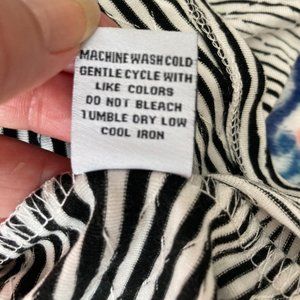 MACHINE WASH COLD
GENTLE CYCLE WITH
LIKE COLORS
DO NOT BLEACH
TUMBLE DRY LOW
COOL IRON